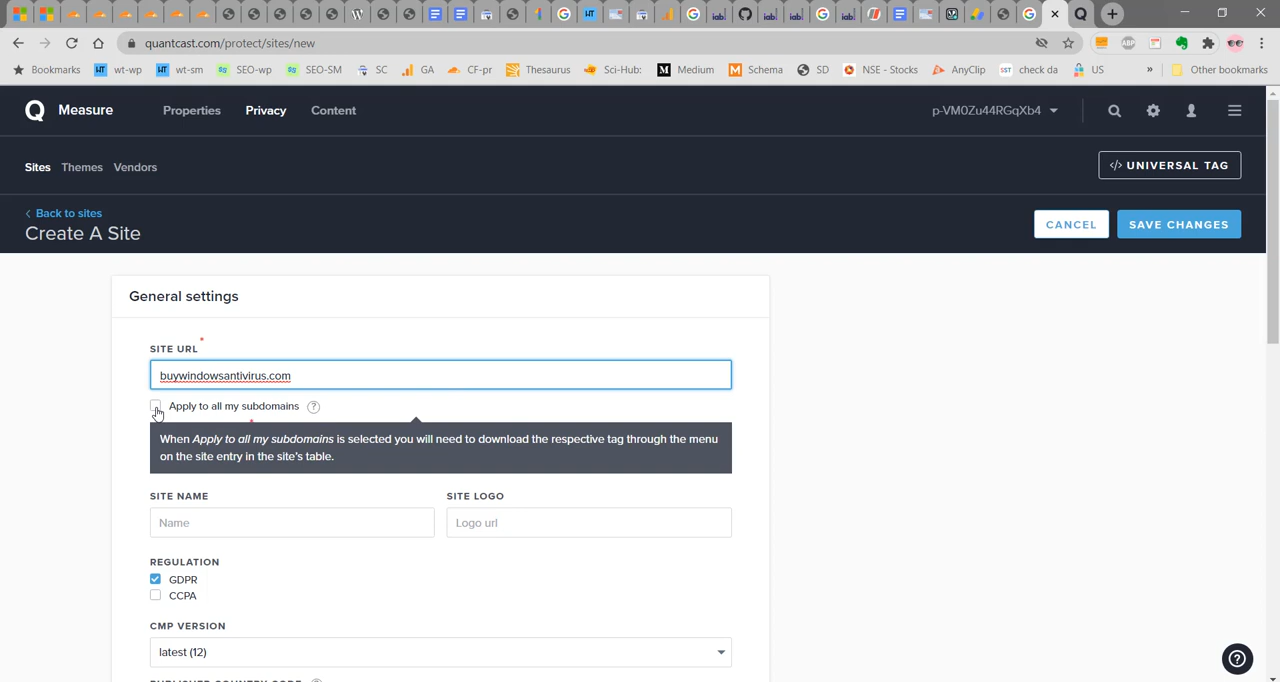 quantcast.com/protect/sites/new
Bookmarks
wt-wp
wt-sm
SEO-wp
SEO-SM
SC
GA
CF-pr
Thesaurus
Sci-Hub:
Medium
Schema
SD
NSE - Stocks
AnyClip
check da
US
»
Other bookmarks
Q Measure
Properties
Privacy
Content
p-VM0Zu44RGqXb4
Sites
Themes
Vendors
</> UNIVERSAL TAG
‹ Back to sites
Create A Site
CANCEL
SAVE CHANGES
General settings
SITE URL *
buywindowsantivirus.com
Apply to all my subdomains ?
When Apply to all my subdomains is selected you will need to download the respective tag through the menu
on the site entry in the site's table.
SITE NAME
SITE LOGO
Name
Logo url
REGULATION
GDPR
CCPA
CMP VERSION
latest (12)
PUBLISHER COUNTRY CODE